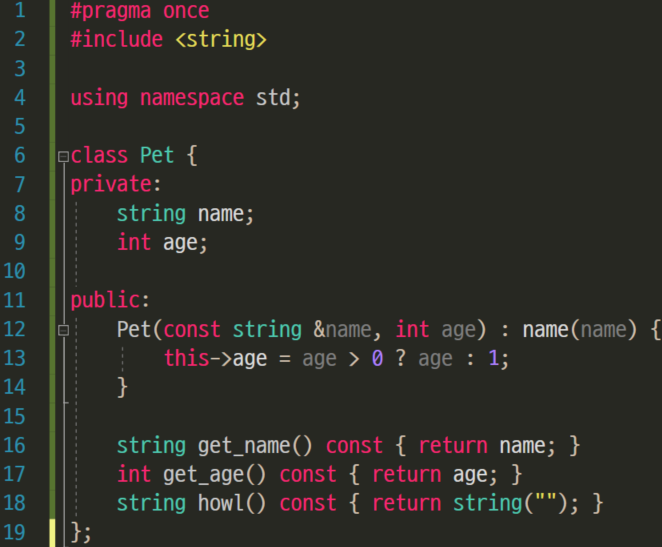 1 #pragma once
2 #include <string>
3
4 using namespace std;
5
6 class Pet {
7 private:
8     string name;
9     int age;
10
11 public:
12     Pet(const string &name, int age) : name(name) {
13         this->age = age > 0 ? age : 1;
14     }
15
16     string get_name() const { return name; }
17     int get_age() const { return age; }
18     string howl() const { return string(""); }
19 };